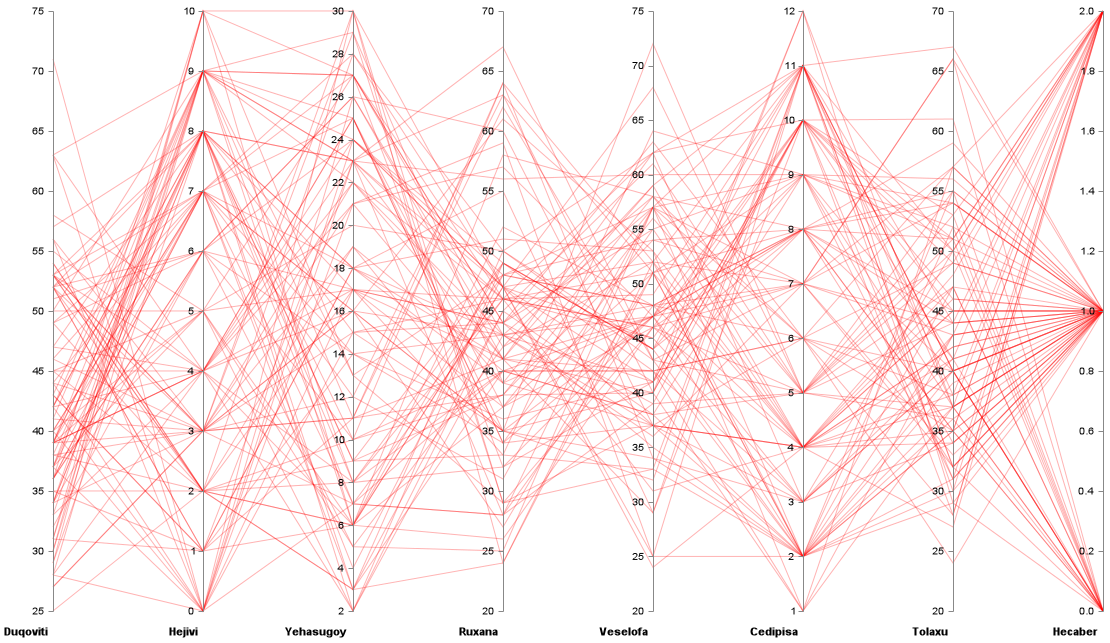 75 10 30 70 75 12 70 2.0
28
70 9 65 70 11 65 1.8
26
65 8 24 60 65 10 60 1.6
22
60 7 55 60 9 55 1.4
20
55 6 18 50 55 8 50 1.2
16
50 5 45 50 7 45 1.0
14
45 4 12 40 45 6 40 0.8
40 3 10 35 40 5 35 0.6
8
35 2 30 35 4 30 0.4
6
30 1 4 25 30 3 25 0.2
25 2
25 0 2 20 20 1 20 0.0
Duqoviti Hejivi Yehasugoy Ruxana Veselofa Cedipisa Tolaxu Hecaber